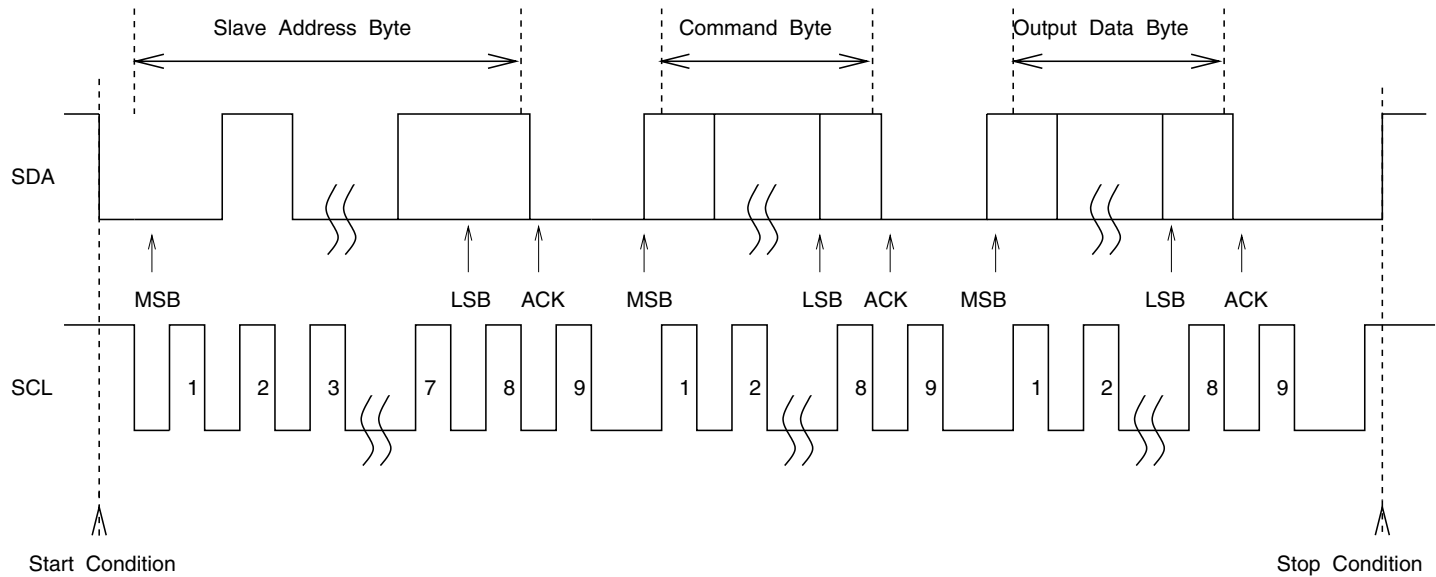 Slave Address Byte Command Byte Output Data Byte
SDA
MSB LSB ACK MSB LSB ACK MSB LSB ACK
SCL 1 2 3 7 8 9 1 2 8 9 1 2 8 9
Start Condition Stop Condition